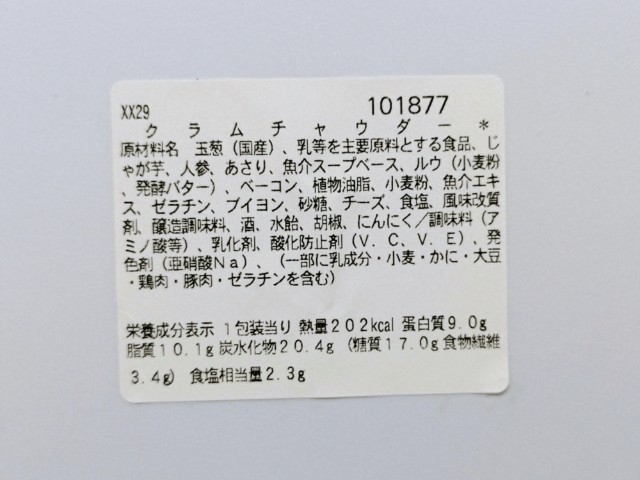 XX29
101877
クラムチャウダー*
原材料名 玉葱(国産)、乳等を主要原料とする食品、じ
ゃが芋、人参、あさり、魚介スープベース、ルウ(小麦粉
、発酵バター)、ベーコン、植物油脂、小麦粉、魚介エキ
ス、ゼラチン、ブイヨン、砂糖、チーズ、食塩、風味改質
剤、醸造調味料、酒、水飴、胡椒、にんにく/調味料(ア
ミノ酸等)、乳化剤、酸化防止剤(V.C、V.E)、発
色剤(亜硝酸Na)、(一部に乳成分・小麦・かに・大豆
・鶏肉・豚肉・ゼラチンを含む)
栄養成分表示 1包装当り 熱量202kcal 蛋白質9.0g
脂質10.1g 炭水化物20.4g (糖質17.0g 食物繊維
3.4g) 食塩相当量2.3g